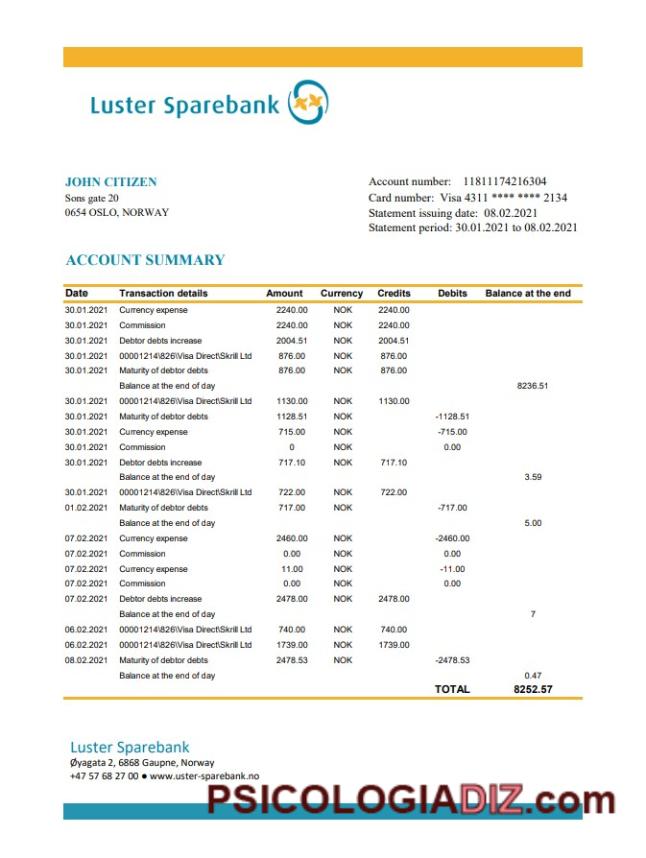 Luster Sparebank
JOHN CITIZEN
Sons gate 20
0654 OSLO, NORWAY
Account number: 11811174216304
Card number: Visa 4311 **** **** 2134
Statement issuing date: 08.02.2021
Statement period: 30.01.2021 to 08.02.2021
ACCOUNT SUMMARY
Date Transaction details Amount Currency Credits Debits Balance at the end
30.01.2021 Currency expense 2240.00 NOK 2240.00
30.01.2021 Commission 2240.00 NOK 2240.00
30.01.2021 Debtor debts increase 2004.51 NOK 2004.51
30.01.2021 00001214\826\Visa Direct\Skrill Ltd 876.00 NOK 876.00
30.01.2021 Maturity of debtor debts 876.00 NOK 876.00
Balance at the end of day 8236.51
30.01.2021 00001214\826\Visa Direct\Skrill Ltd 1130.00 NOK 1130.00
30.01.2021 Maturity of debtor debts 1128.51 NOK -1128.51
30.01.2021 Currency expense 715.00 NOK -715.00
30.01.2021 Commission 0 NOK 0.00
30.01.2021 Debtor debts increase 717.10 NOK 717.10
Balance at the end of day 3.59
30.01.2021 00001214\826\Visa Direct\Skrill Ltd 722.00 NOK 722.00
01.02.2021 Maturity of debtor debts 717.00 NOK -717.00
Balance at the end of day 5.00
07.02.2021 Currency expense 2460.00 NOK -2460.00
07.02.2021 Commission 0.00 NOK 0.00
07.02.2021 Currency expense 11.00 NOK -11.00
07.02.2021 Commission 0.00 NOK 0.00
07.02.2021 Debtor debts increase 2478.00 NOK 2478.00
Balance at the end of day 7
06.02.2021 00001214\826\Visa Direct\Skrill Ltd 740.00 NOK 740.00
06.02.2021 00001214\826\Visa Direct\Skrill Ltd 1739.00 NOK 1739.00
08.02.2021 Maturity of debtor debts 2478.53 NOK -2478.53
Balance at the end of day 0.47
TOTAL 8252.57
Luster Sparebank
Øyagata 2, 6868 Gaupne, Norway
+47 57 68 27 00 ● www.luster-sparebank.no
PSICOLOGIADIZ.com